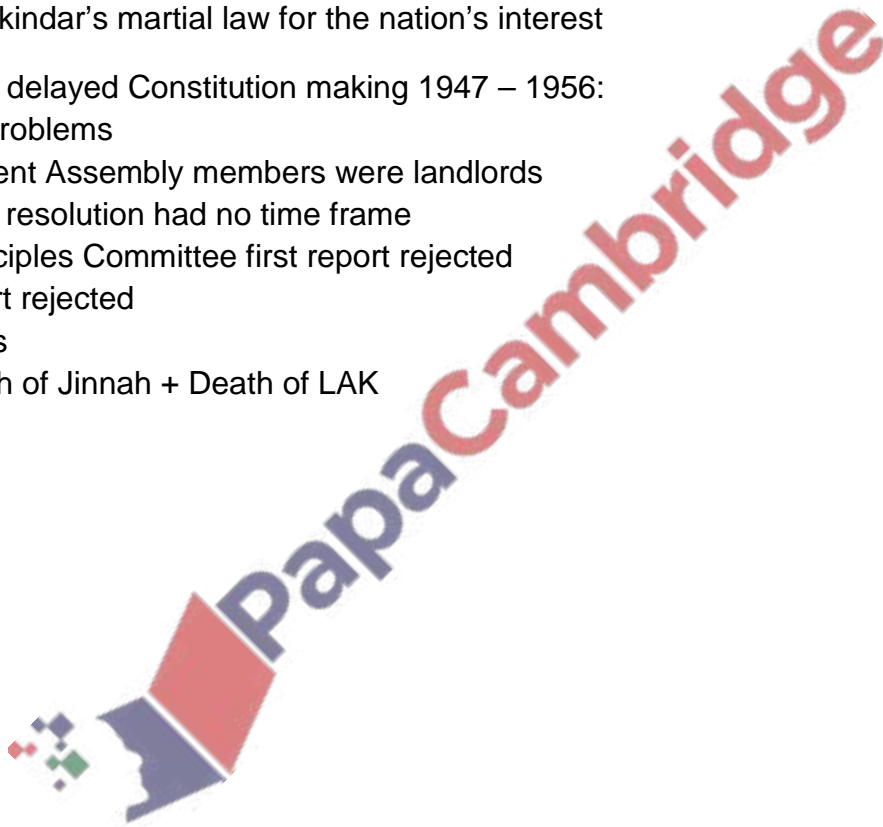 kindar’s martial law for the nation’s interest
delayed Constitution making 1947 – 1956:
roblems
ent Assembly members were landlords
resolution had no time frame
ciples Committee first report rejected
rt rejected
s
h of Jinnah + Death of LAK
PapaCambridge